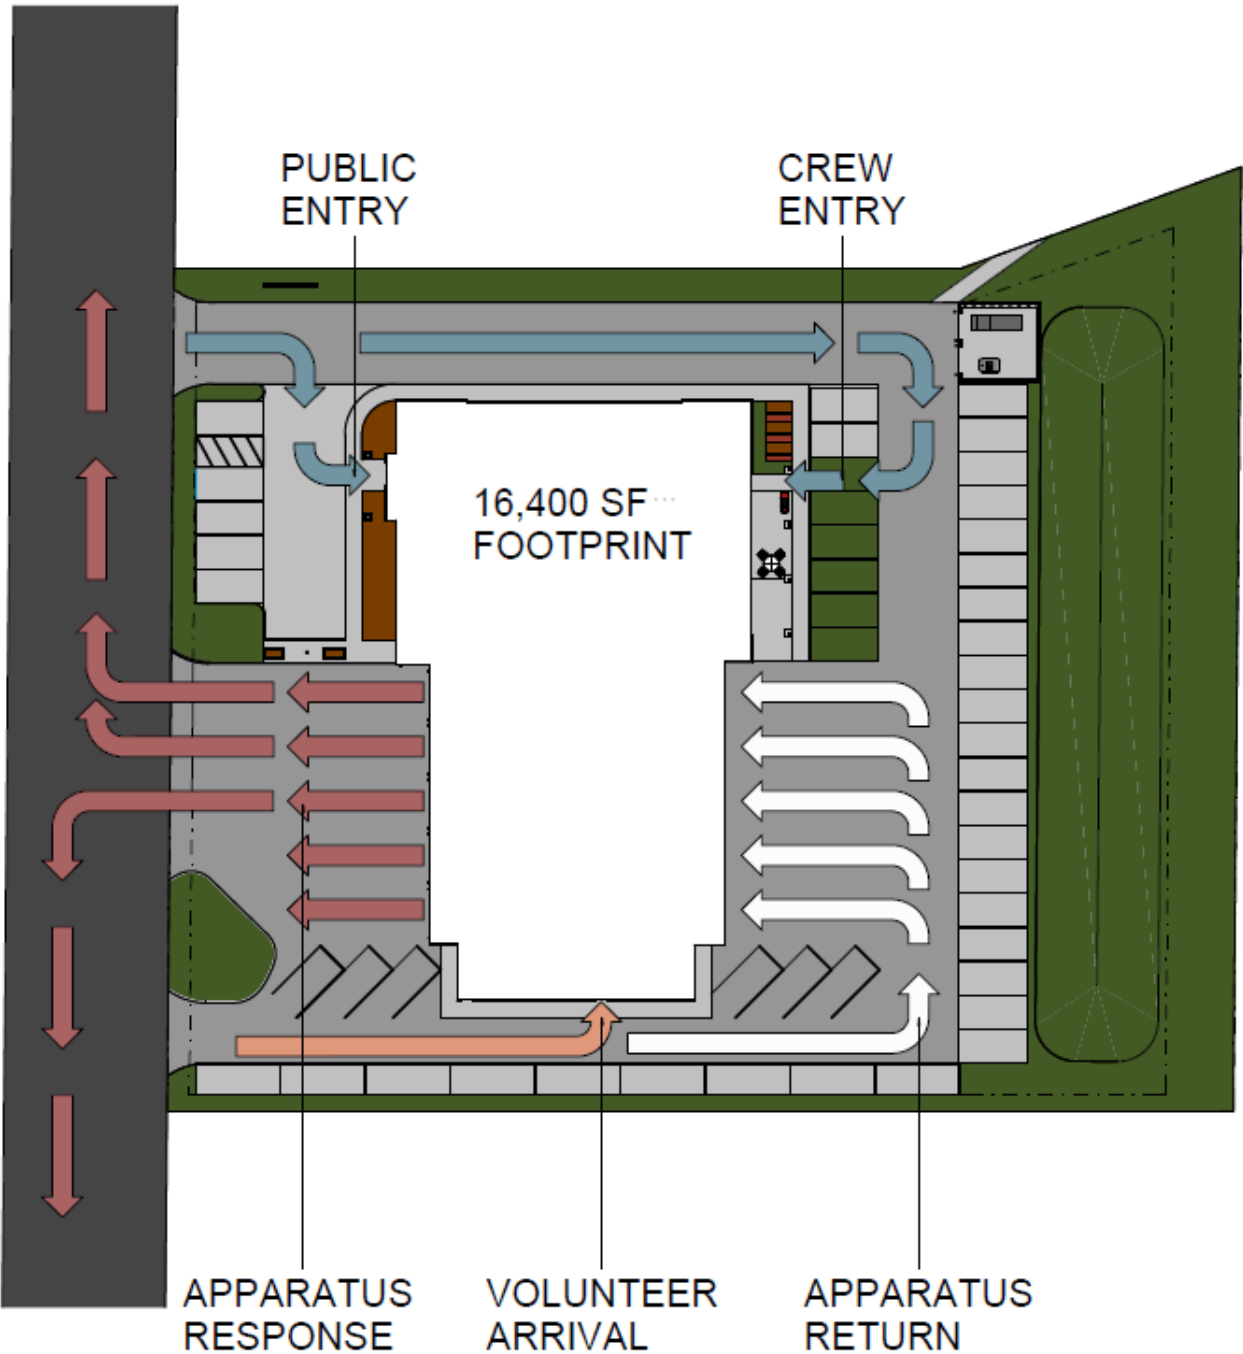 PUBLIC
ENTRY
CREW
ENTRY
16,400 SF
FOOTPRINT
APPARATUS
RESPONSE
VOLUNTEER
ARRIVAL
APPARATUS
RETURN